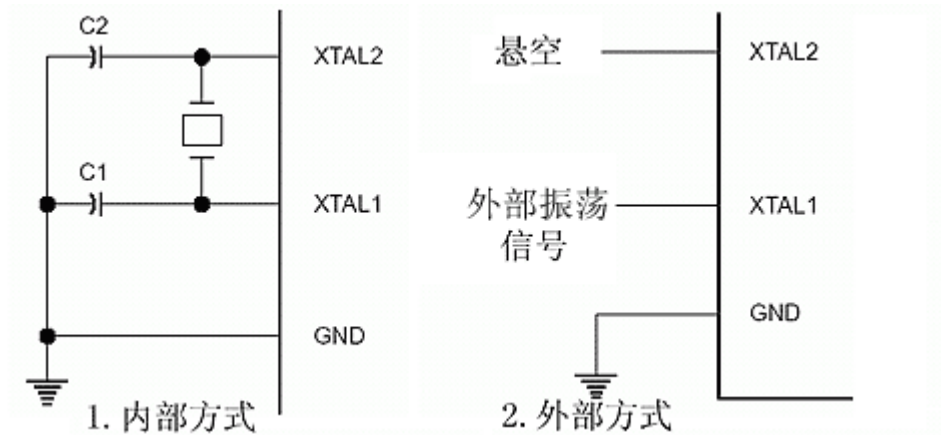 C2
XTAL2
C1
XTAL1
GND
1.内部方式
悬空
XTAL2
外部振荡
信号
XTAL1
GND
2.外部方式